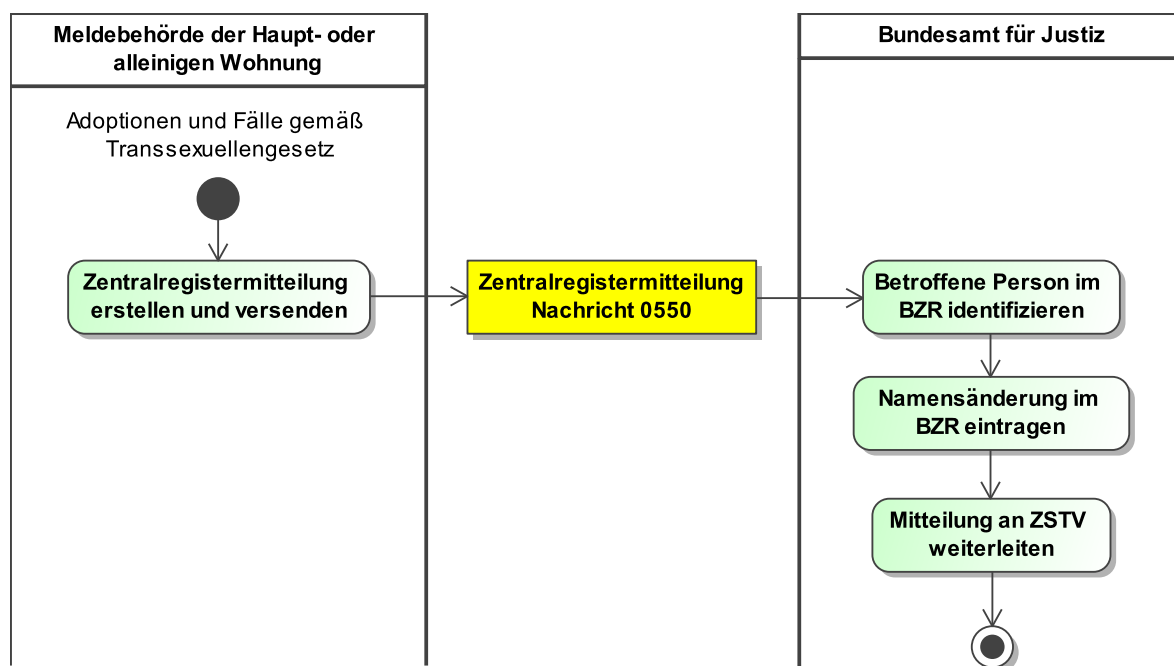 Meldebehörde der Haupt- oder
alleinigen Wohnung
Adoptionen und Fälle gemäß
Transsexuellengesetz
Zentralregistermitteilung
erstellen und versenden
Zentralregistermitteilung
Nachricht 0550
Bundesamt für Justiz
Betroffene Person im
BZR identifizieren
Namensänderung im
BZR eintragen
Mitteilung an ZSTV
weiterleiten